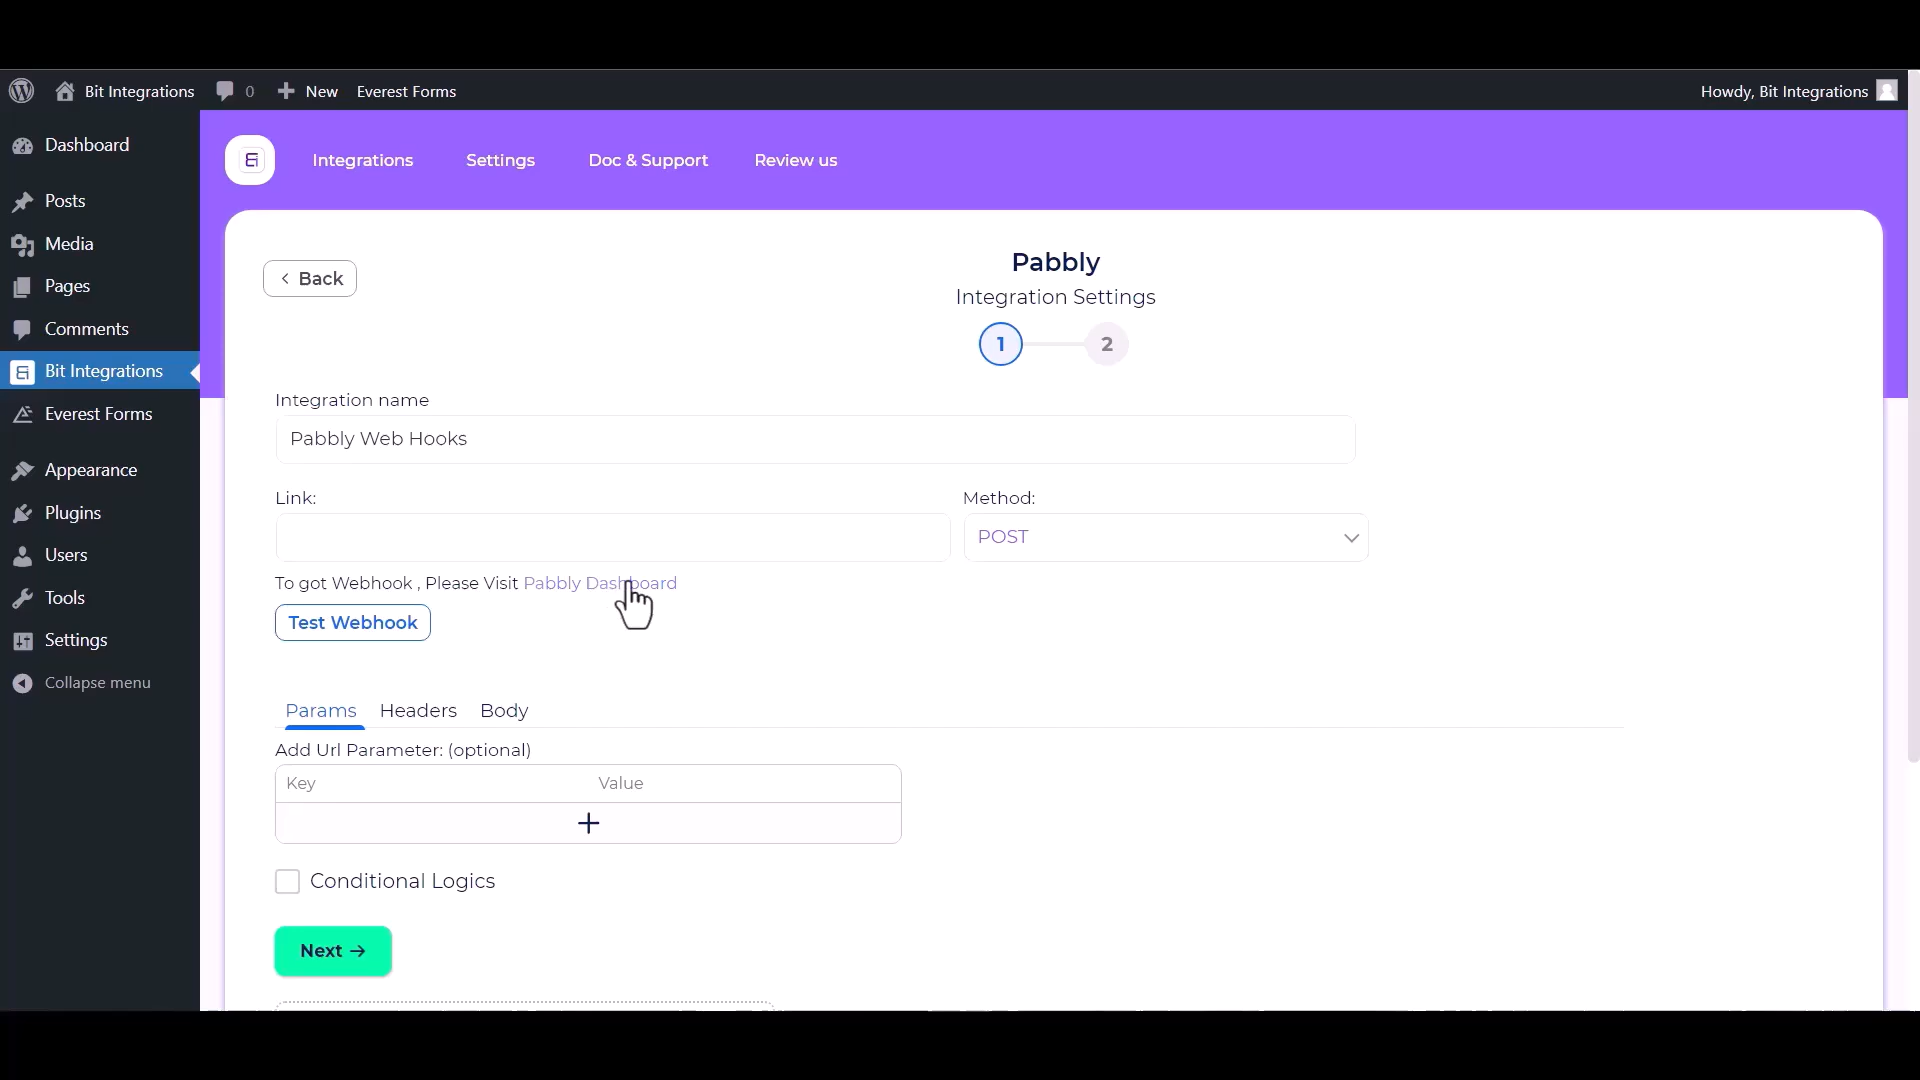 Bit Integrations 0 New Everest Forms Howdy, Bit Integrations
Dashboard
Posts
Media
Pages
Comments
Bit Integrations
Everest Forms
Appearance
Plugins
Users
Tools
Settings
Collapse menu
Integrations Settings Doc & Support Review us
Back
Pabbly
Integration Settings
1 2
Integration name
Pabbly Web Hooks
Link: Method:
POST
To got Webhook , Please Visit Pabbly Dashboard
Test Webhook
Params Headers Body
Add Url Parameter: (optional)
Key Value
Conditional Logics
Next